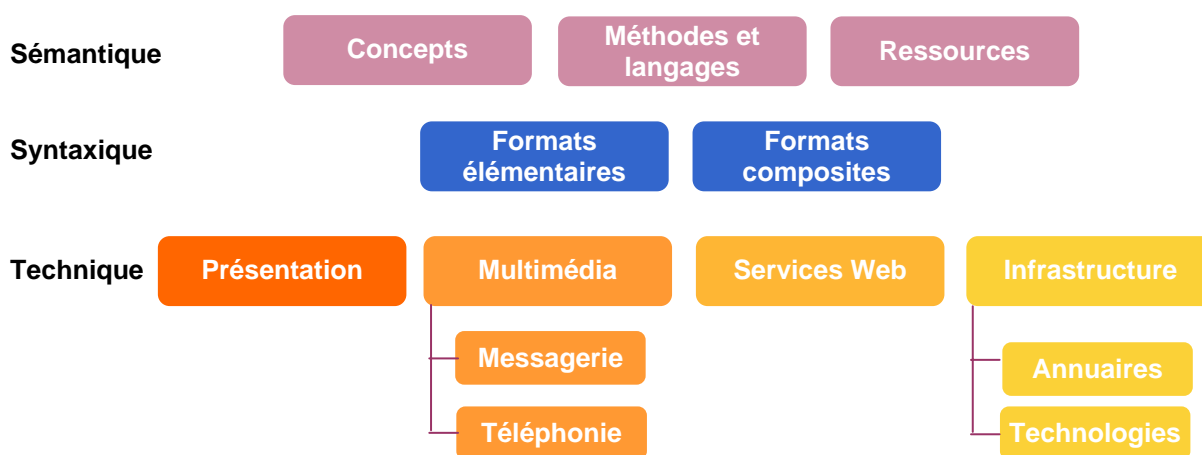 Sémantique
Concepts
Méthodes et
langages
Ressources
Syntaxique
Formats
élémentaires
Formats
composites
Technique
Présentation
Multimédia
Services Web
Infrastructure
Messagerie
Annuaires
Téléphonie
Technologies